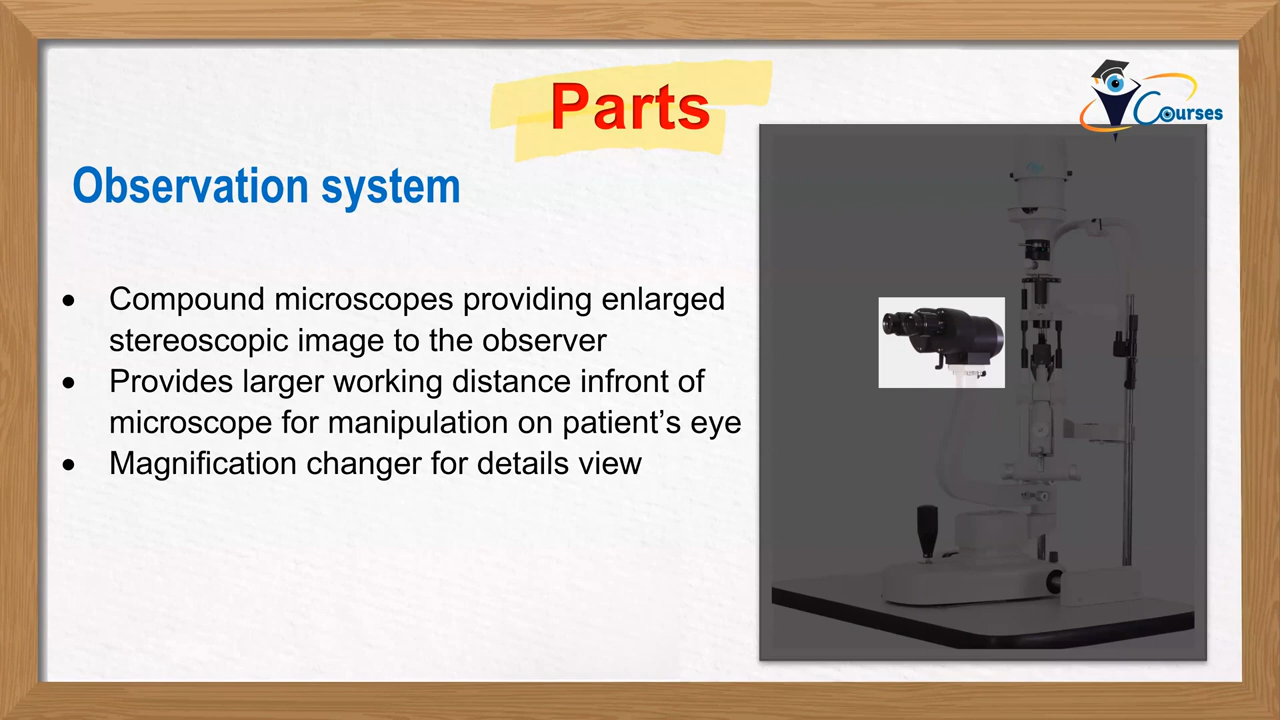 Parts
Courses
Observation system
• Compound microscopes providing enlarged
stereoscopic image to the observer
• Provides larger working distance infront of
microscope for manipulation on patient’s eye
• Magnification changer for details view